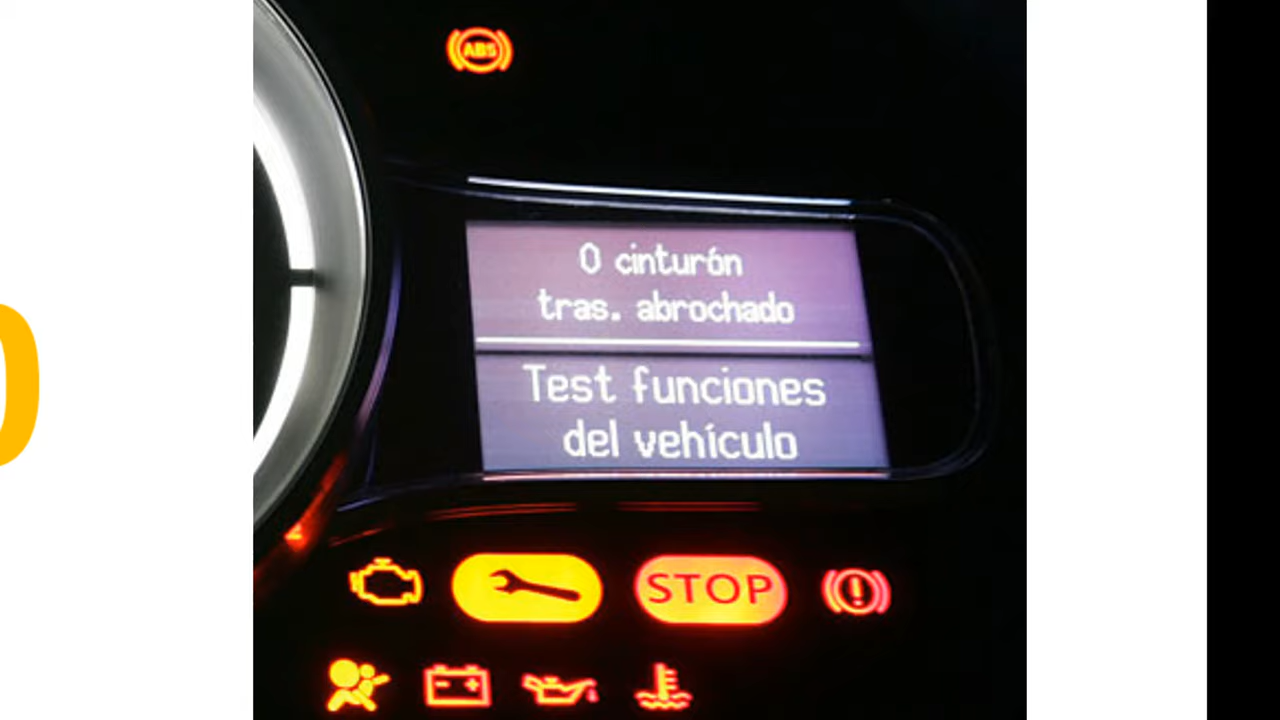 ABS
0 cinturón
tras. abrochado
Test funciones
del vehículo
STOP